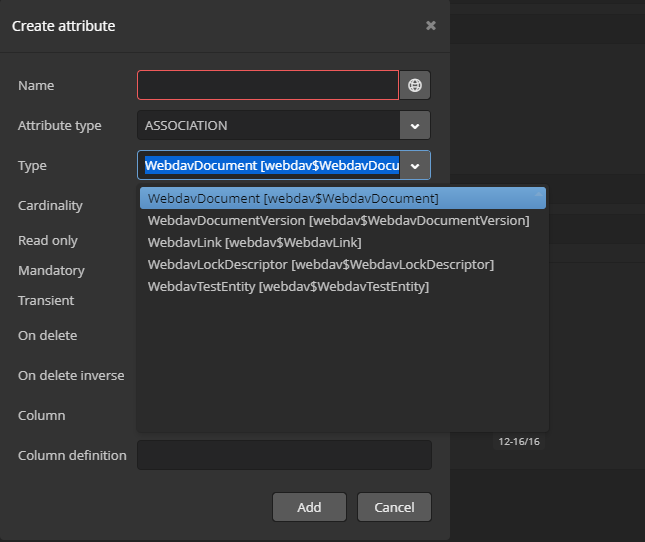 Create attribute
Name
Attribute type
ASSOCIATION
Type
WebdavDocument [webdav$WebdavDocu
WebdavDocument [webdav$WebdavDocument]
WebdavDocumentVersion [webdav$WebdavDocumentVersion]
WebdavLink [webdav$WebdavLink]
WebdavLockDescriptor [webdav$WebdavLockDescriptor]
WebdavTestEntity [webdav$WebdavTestEntity]
Cardinality
Read only
Mandatory
Transient
On delete
On delete inverse
Column
Column definition
12-16/16
Add
Cancel